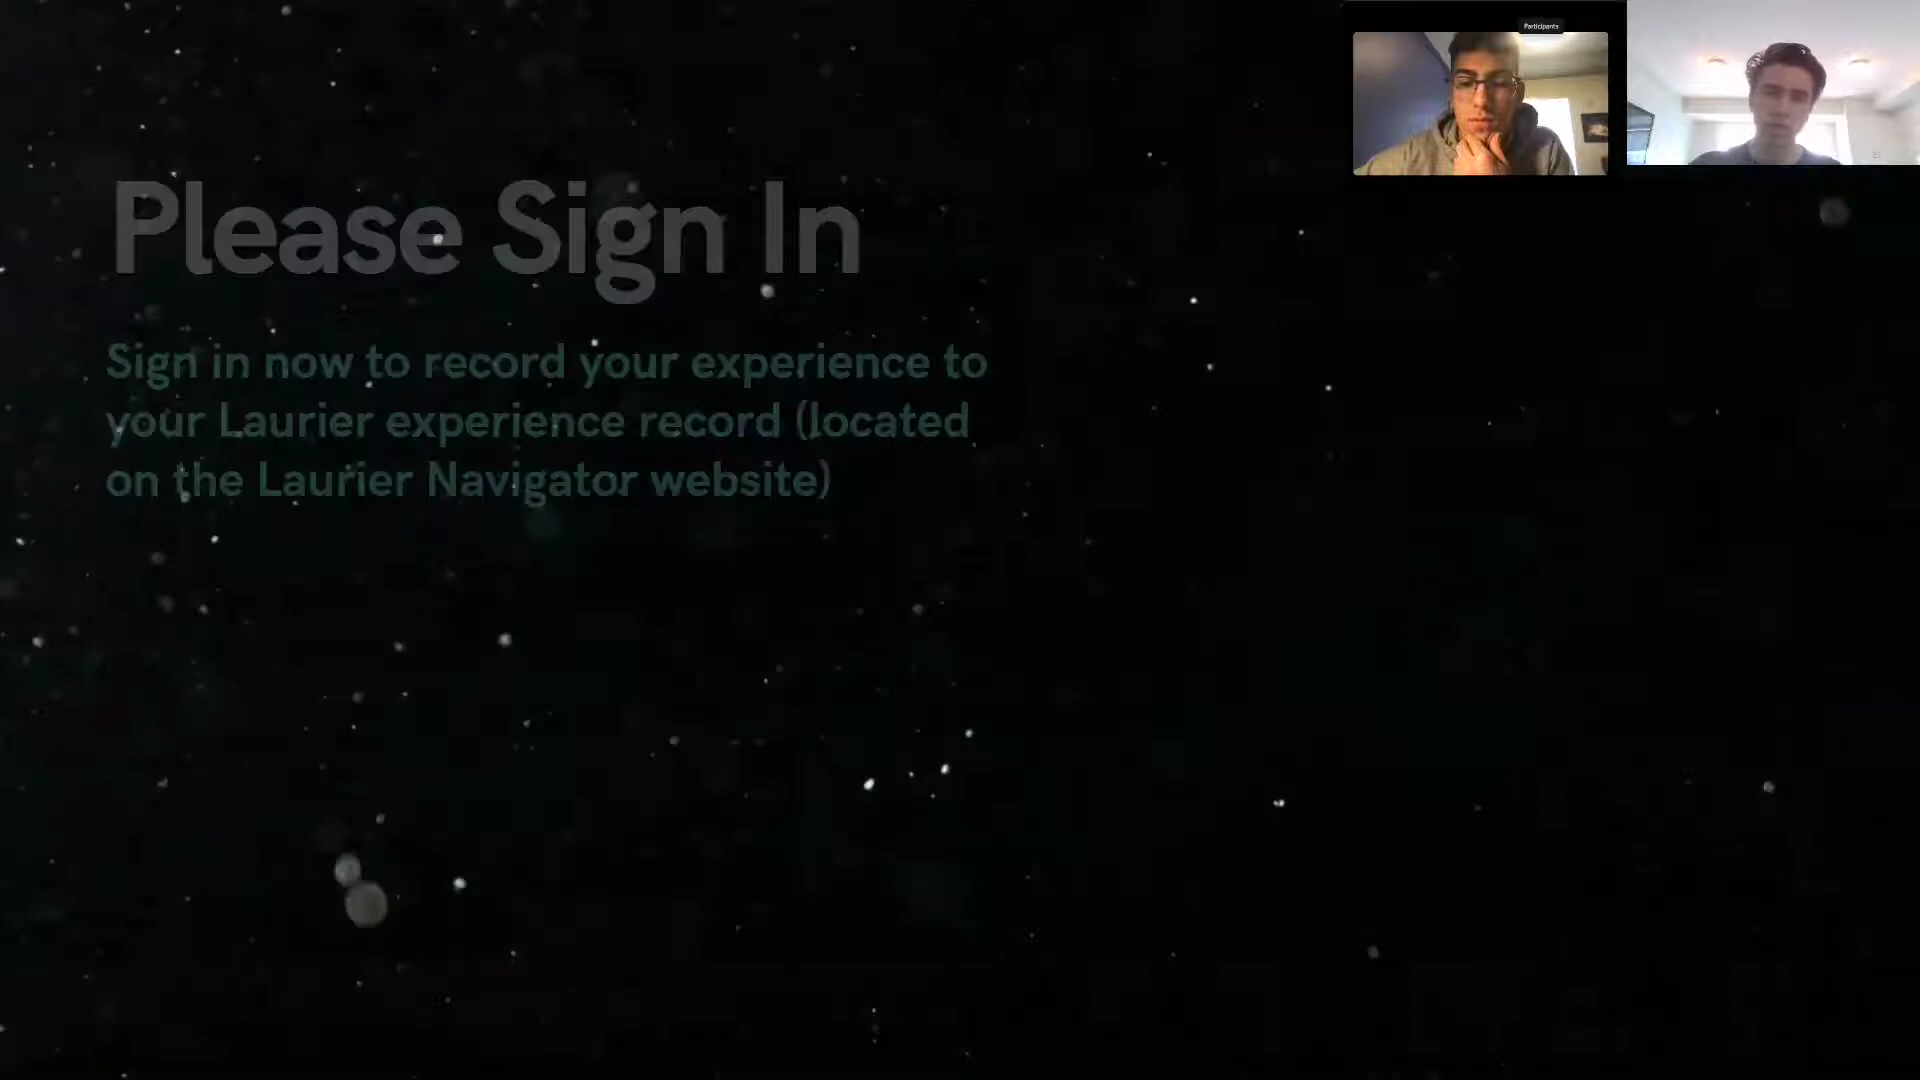 Participants
Please Sign In
Sign in now to record your experience to
your Laurier experience record (located
on the Laurier Navigator website)